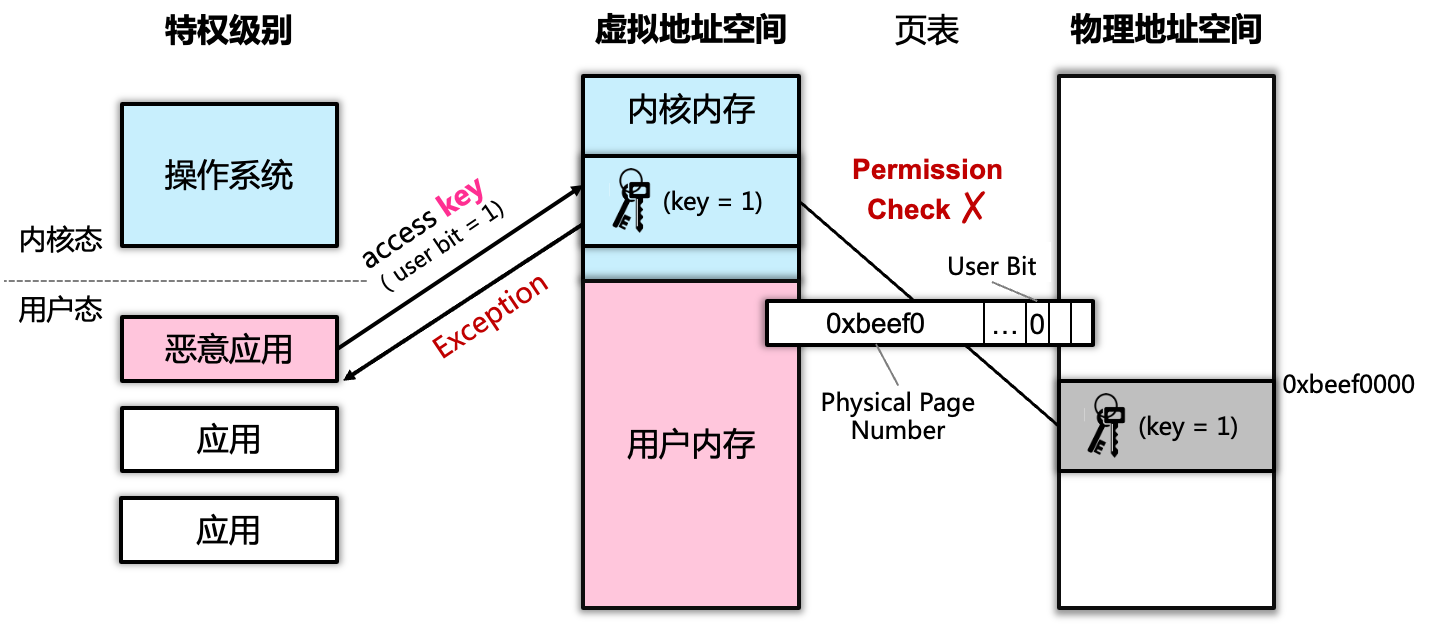 特权级别
虚拟地址空间
页表
物理地址空间
操作系统
内核态
用户态
恶意应用
应用
应用
access key
( user bit = 1)
Exception
内核内存
(key = 1)
用户内存
Permission
Check ✗
User Bit
0xbeef0
...
0
Physical Page
Number
0xbeef0000
(key = 1)